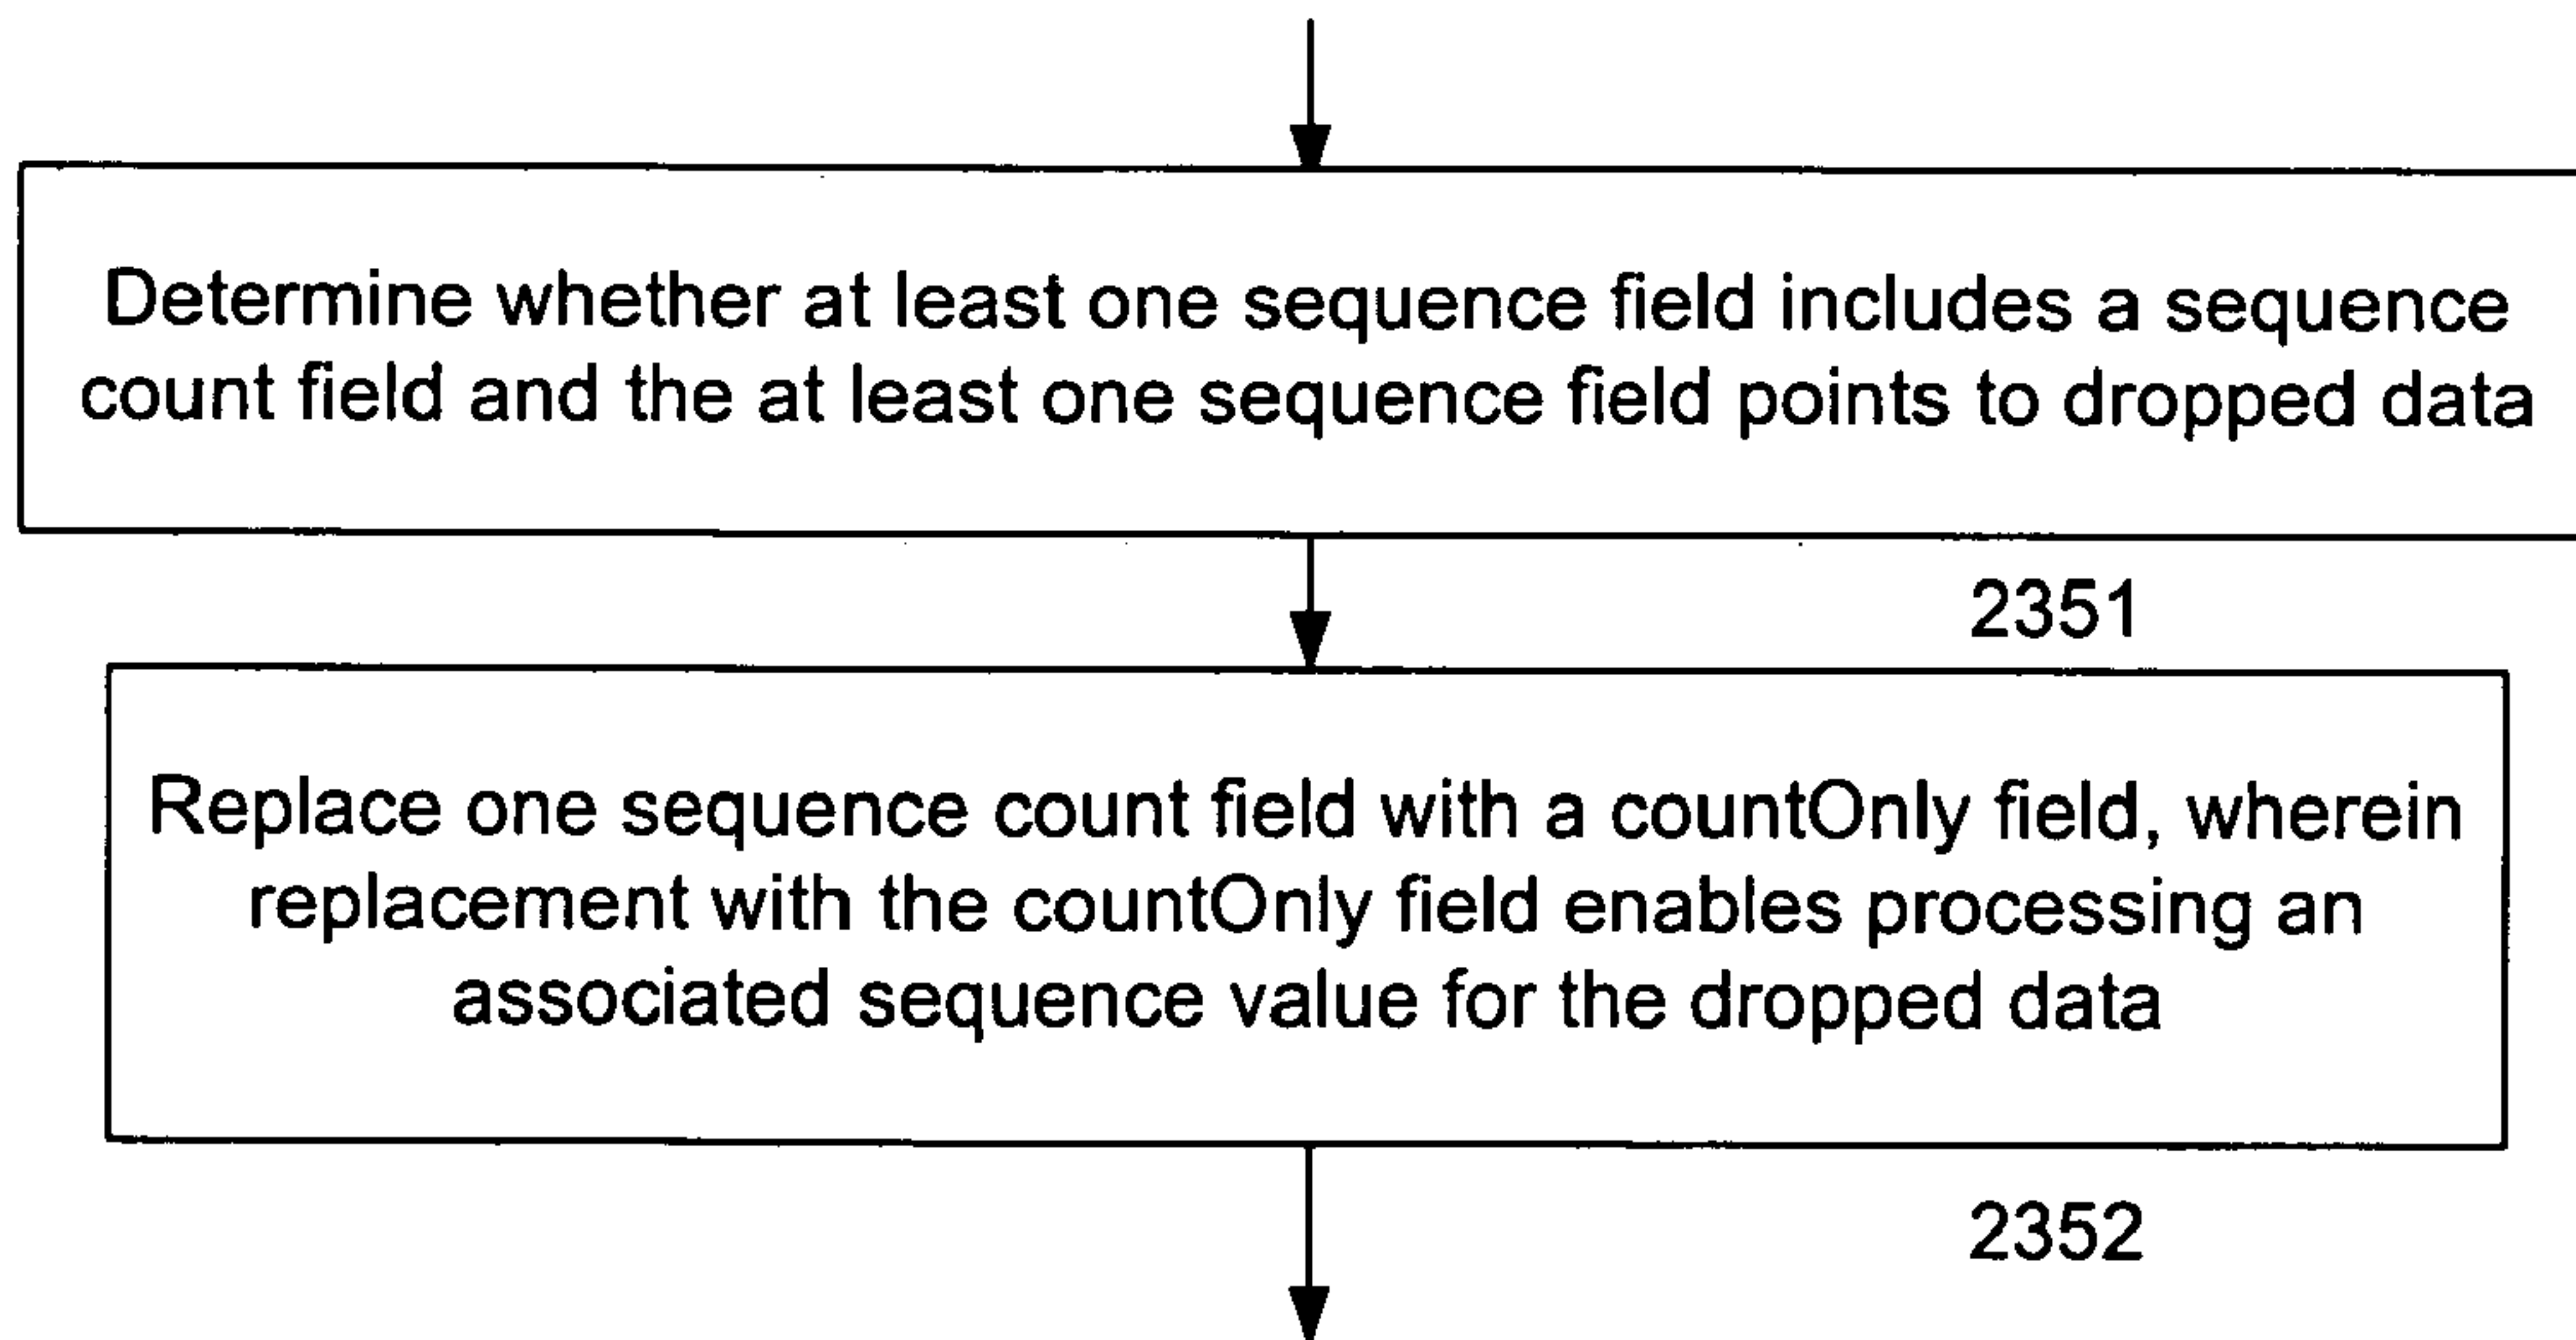 Determine whether at least one sequence field includes a sequence
count field and the at least one sequence field points to dropped data
2351
Replace one sequence count field with a countOnly field, wherein
replacement with the countOnly field enables processing an
associated sequence value for the dropped data
2352